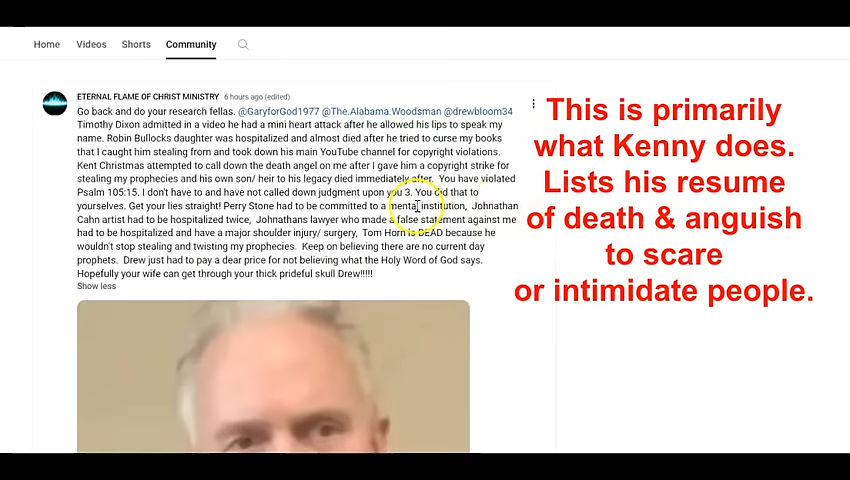 Home Videos Shorts Community
ETERNAL FLAME OF CHRIST MINISTRY 6 hours ago (edited)
Go back and do your research fellas. @GaryforGod1977 @The.Alabama.Woodsman @drewbloom34
Timothy Dixon admitted in a video he had a mini heart attack after he allowed his lips to speak my
name. Robin Bullocks daughter was hospitalized and almost died after he tried to curse my books
that I caught him stealing from and took down his main YouTube channel for copyright violations.
Kent Christmas attempted to call down the death angel on me after I gave him a copyright strike for
stealing my prophecies and his own son/ heir to his legacy died immediately after. You have violated
Psalm 105:15. I don't have to and have not called down judgment upon you 3. You did that to
yourselves. Get your lies straight! Perry Stone had to be committed to a mental institution, Johnathan
Cahn artist had to be hospitalized twice, Johnathans lawyer who made a false statement against me
had to be hospitalized and have a major shoulder injury/ surgery, Tom Horn is DEAD because he
wouldn't stop stealing and twisting my prophecies. Keep on believing there are no current day
prophets. Drew just had to pay a dear price for not believing what the Holy Word of God says.
Hopefully your wife can get through your thick prideful skull Drew!!!!!
Show less
This is primarily
what Kenny does.
Lists his resume
of death & anguish
to scare
or intimidate people.